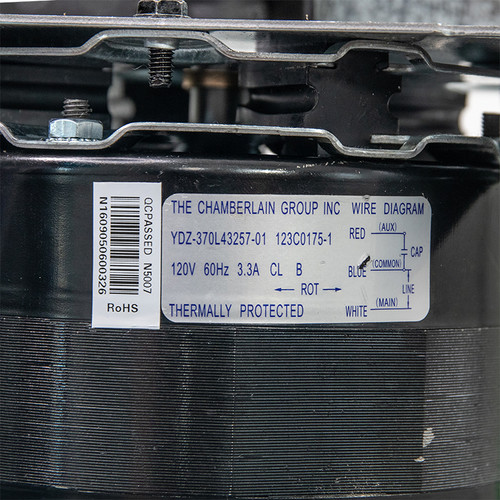 THE CHAMBERLAIN GROUP INC WIRE DIAGRAM
YDZ-370L43257-01 123C0175-1
120V 60Hz 3.3A CL B
ROT
THERMALLY PROTECTED
RED (AUX)
CAP
BLUE (COMMON)
LINE
WHITE (MAIN)
QCPASSED N5007
N1609050600326
RoHS